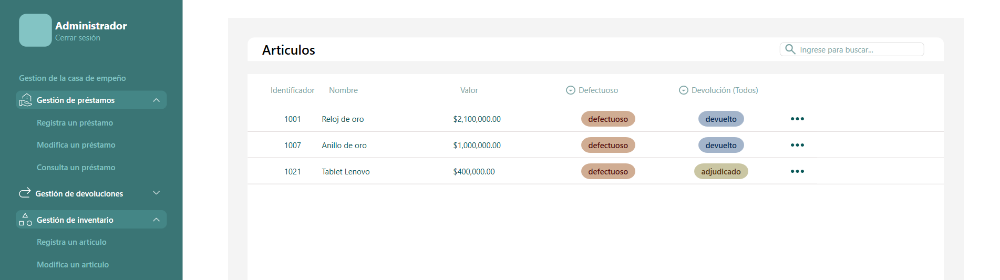 Administrador
Cerrar sesión
Gestion de la casa de empeño
Gestión de préstamos
Registra un préstamo
Modifica un préstamo
Consulta un préstamo
Gestión de devoluciones
Gestión de inventario
Registra un artículo
Modifica un articulo
Articulos
Ingrese para buscar...
Identificador Nombre Valor Defectuoso Devolución (Todos)
1001 Reloj de oro $2,100,000.00 defectuoso devuelto
1007 Anillo de oro $1,000,000.00 defectuoso devuelto
1021 Tablet Lenovo $400,000.00 defectuoso adjudicado